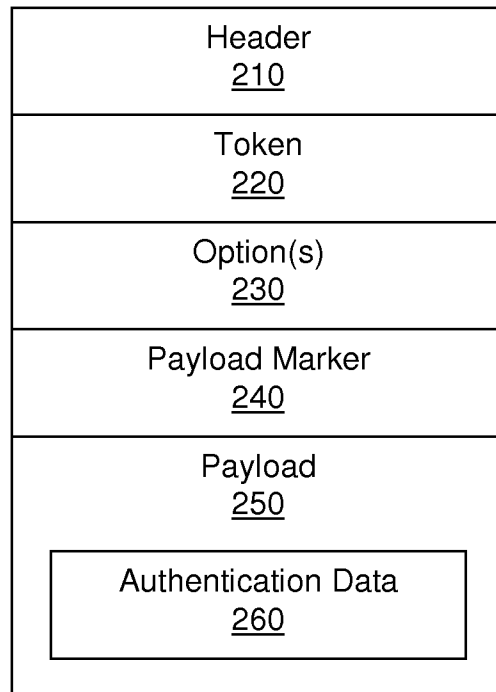 Header
210
Token
220
Option(s)
230
Payload Marker
240
Payload
250
Authentication Data
260